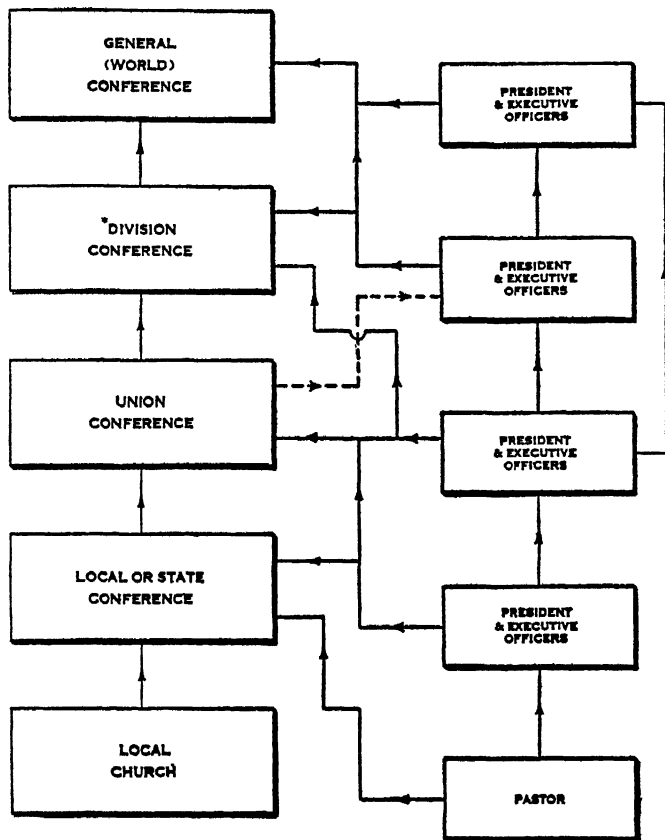 GENERAL
(WORLD)
CONFERENCE
PRESIDENT
& EXECUTIVE
OFFICERS
*DIVISION
CONFERENCE
PRESIDENT
& EXECUTIVE
OFFICERS
UNION
CONFERENCE
PRESIDENT
& EXECUTIVE
OFFICERS
LOCAL OR STATE
CONFERENCE
PRESIDENT
& EXECUTIVE
OFFICERS
LOCAL
CHURCH
PASTOR